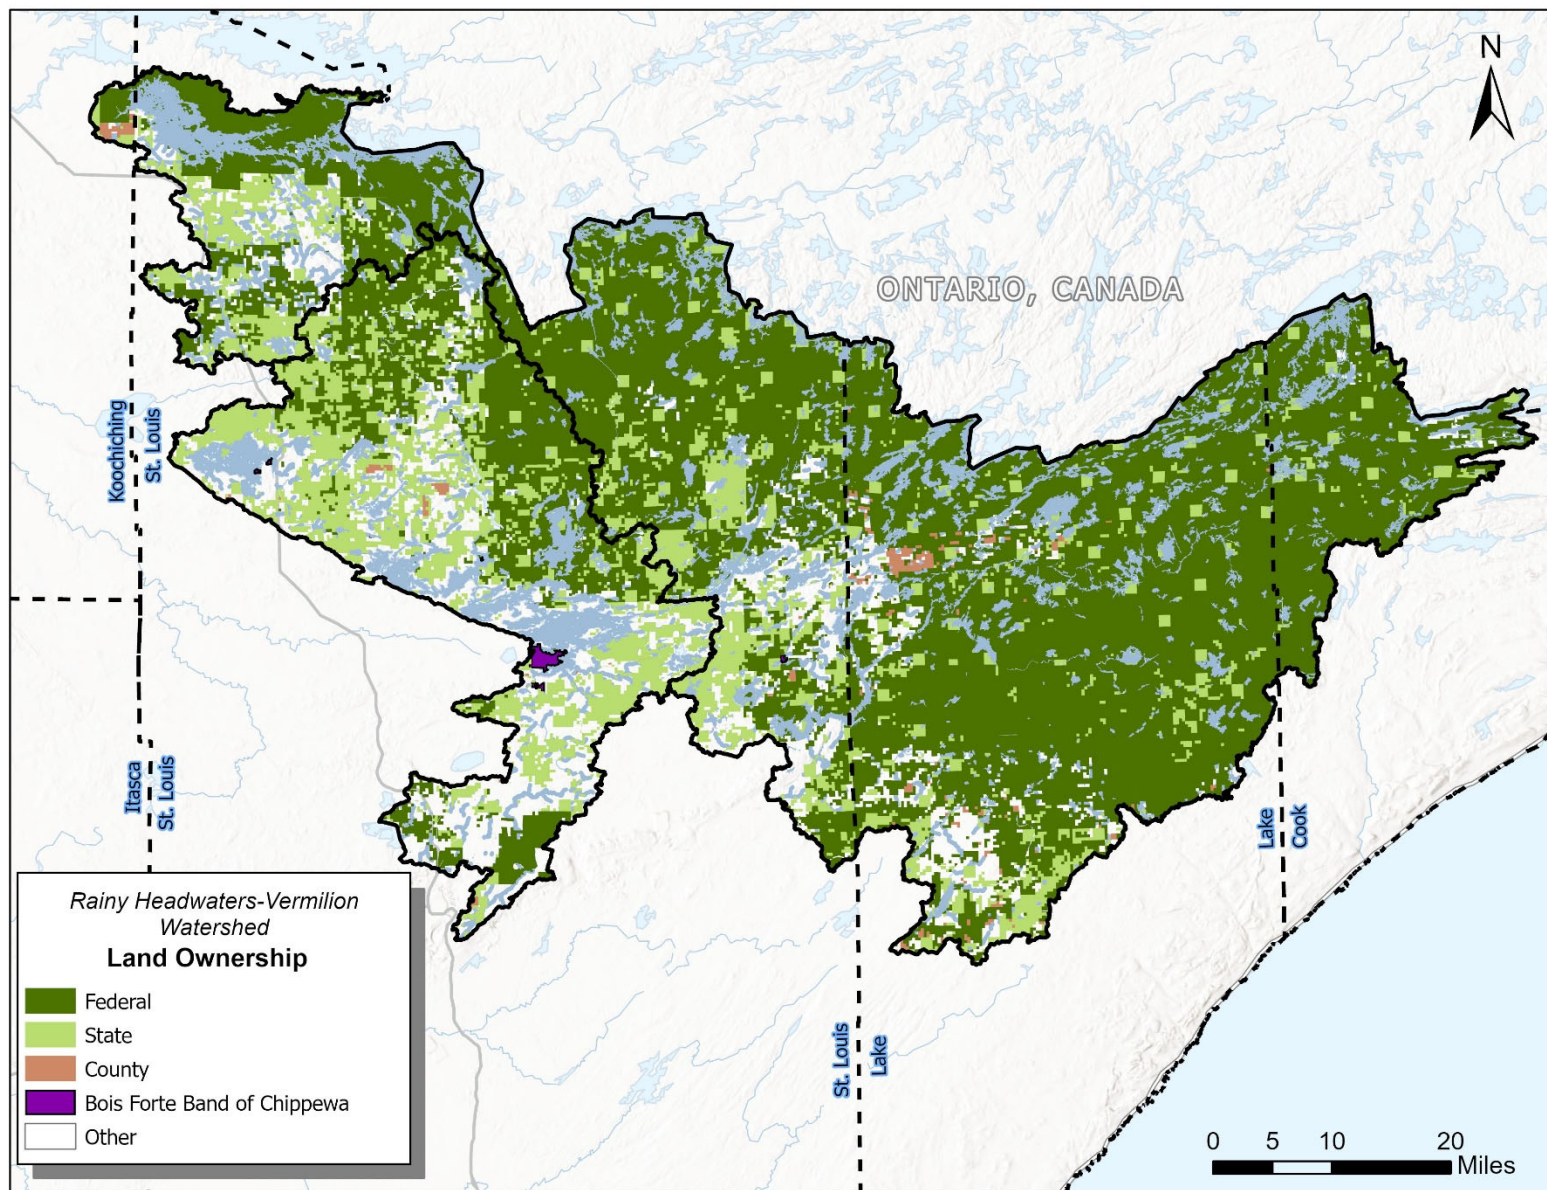 N
ONTARIO, CANADA
Koochiching
St. Louis
Itasca
St. Louis
Lake
Cook
St. Louis
Lake
Rainy Headwaters-Vermilion
Watershed
Land Ownership
Federal
State
County
Bois Forte Band of Chippewa
Other
0 5 10 20
Miles